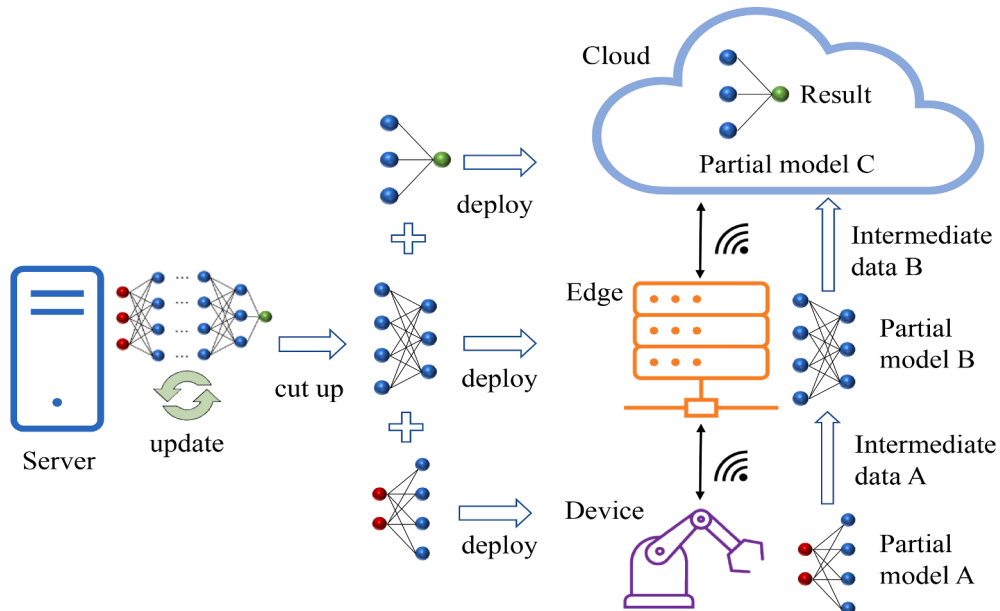 Cloud
Result
Partial model C
deploy
Intermediate
data B
Edge
Partial
model B
cut up
deploy
update
Server
Intermediate
data A
Device
deploy
Partial
model A